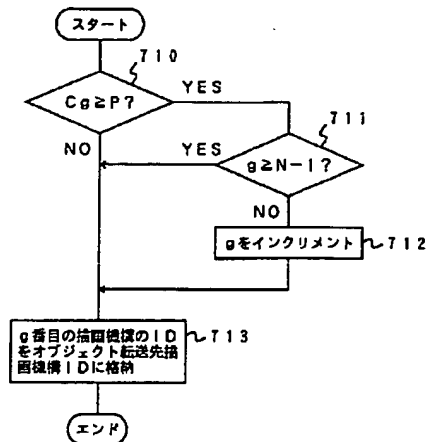 スタート
710
Cg≧P?
YES
711
NO
YES
g≧N-1?
NO
gをインクリメント
712
g番目の描画機構のID
をオブジェクト転送先描
画機構IDに格納
713
エンド